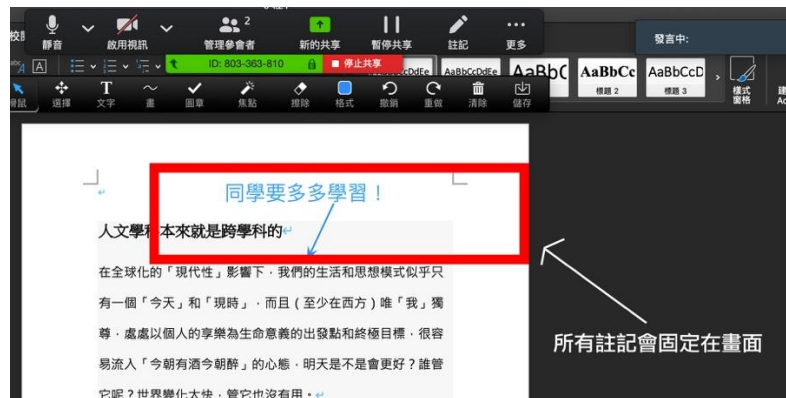 靜音
啟用視訊
2
管理參會者
新的共享
暫停共享
註記
更多
發言中:
ID: 803-363-810
停止共享
AaBbCcDdEe
AaBbCc
標題 2
AaBbCcD
標題 3
樣式
窗格
選擇
文字
畫
圖章
焦點
擦除
格式
撤銷
重做
清除
儲存
同學要多多學習！
人文學科本來就是跨學科的
在全球化的「現代性」影響下，我們的生活和思想模式似乎只
有一個「今天」和「現時」，而且（至少在西方）唯「我」獨
尊，處處以個人的享樂為生命意義的出發點和終極目標，很容
易流入「今朝有酒今朝醉」的心態，明天是不是會更好？誰管
它呢？世界變化太快，管它也沒有用。
所有註記會固定在畫面